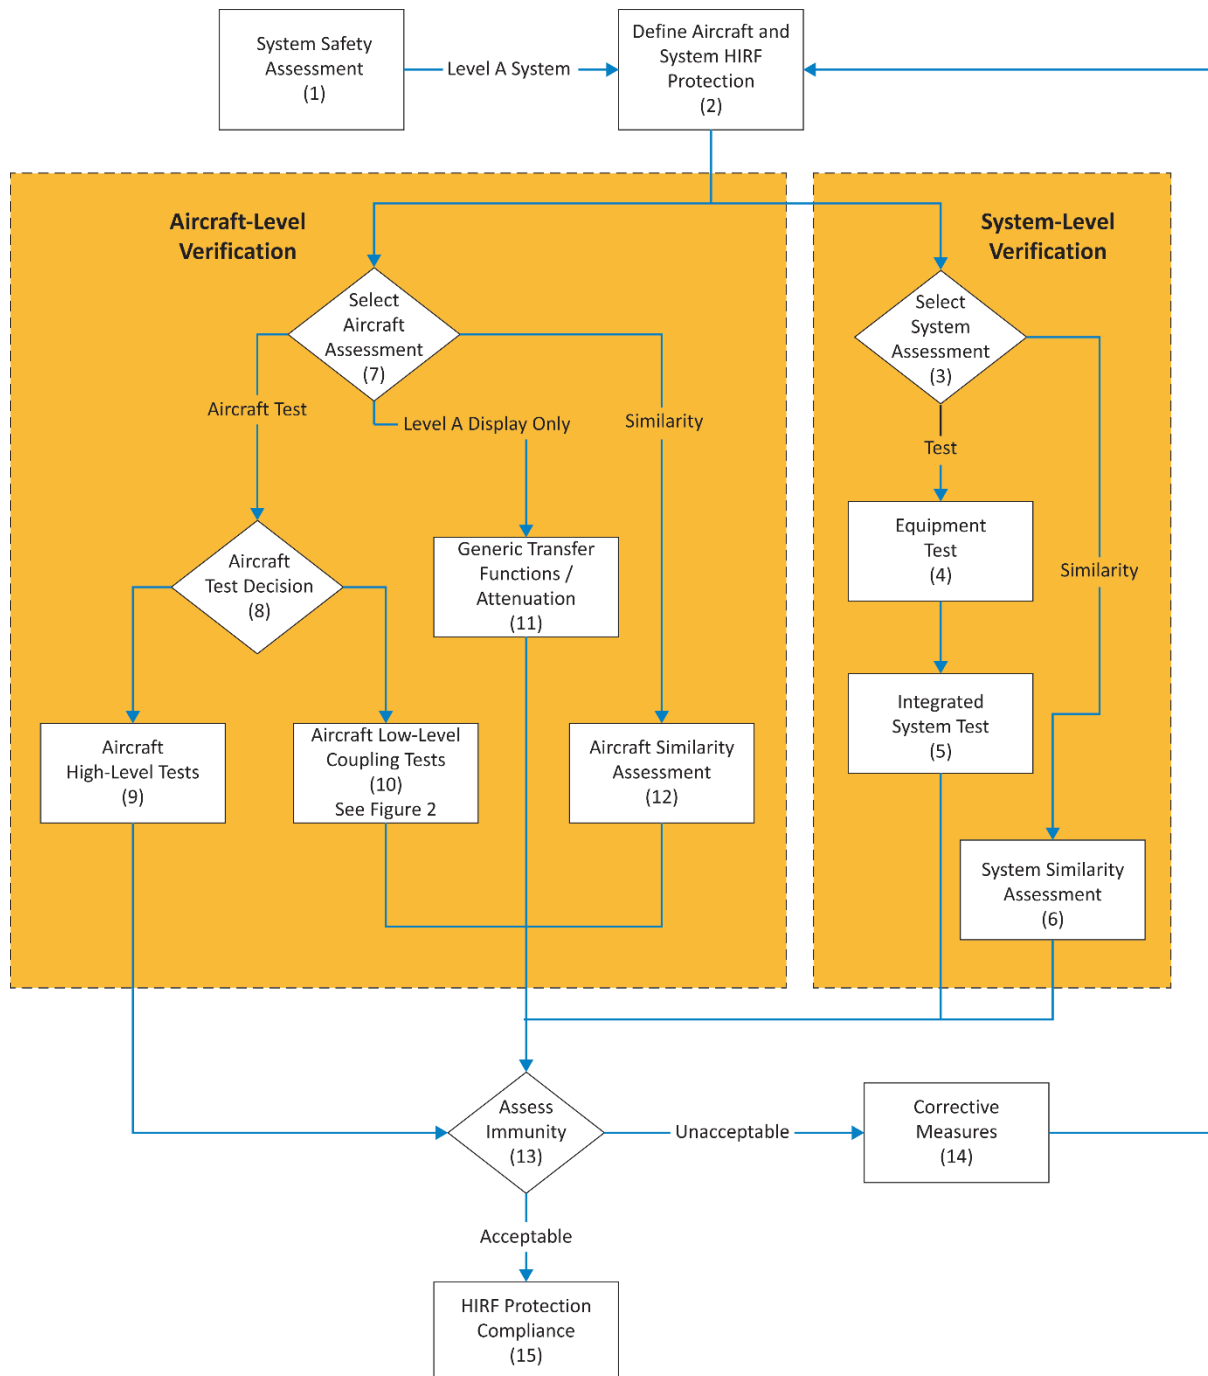 System Safety
Assessment
(1)
Level A System
Define Aircraft and
System HIRF
Protection
(2)
Aircraft-Level
Verification
System-Level
Verification
Select
Aircraft
Assessment
(7)
Select
System
Assessment
(3)
Aircraft Test
Level A Display Only
Similarity
Test
Aircraft
Test Decision
(8)
Generic Transfer
Functions /
Attenuation
(11)
Equipment
Test
(4)
Similarity
Aircraft
High-Level Tests
(9)
Aircraft Low-Level
Coupling Tests
(10)
See Figure 2
Aircraft Similarity
Assessment
(12)
Integrated
System Test
(5)
System Similarity
Assessment
(6)
Assess
Immunity
(13)
Unacceptable
Corrective
Measures
(14)
Acceptable
HIRF Protection
Compliance
(15)